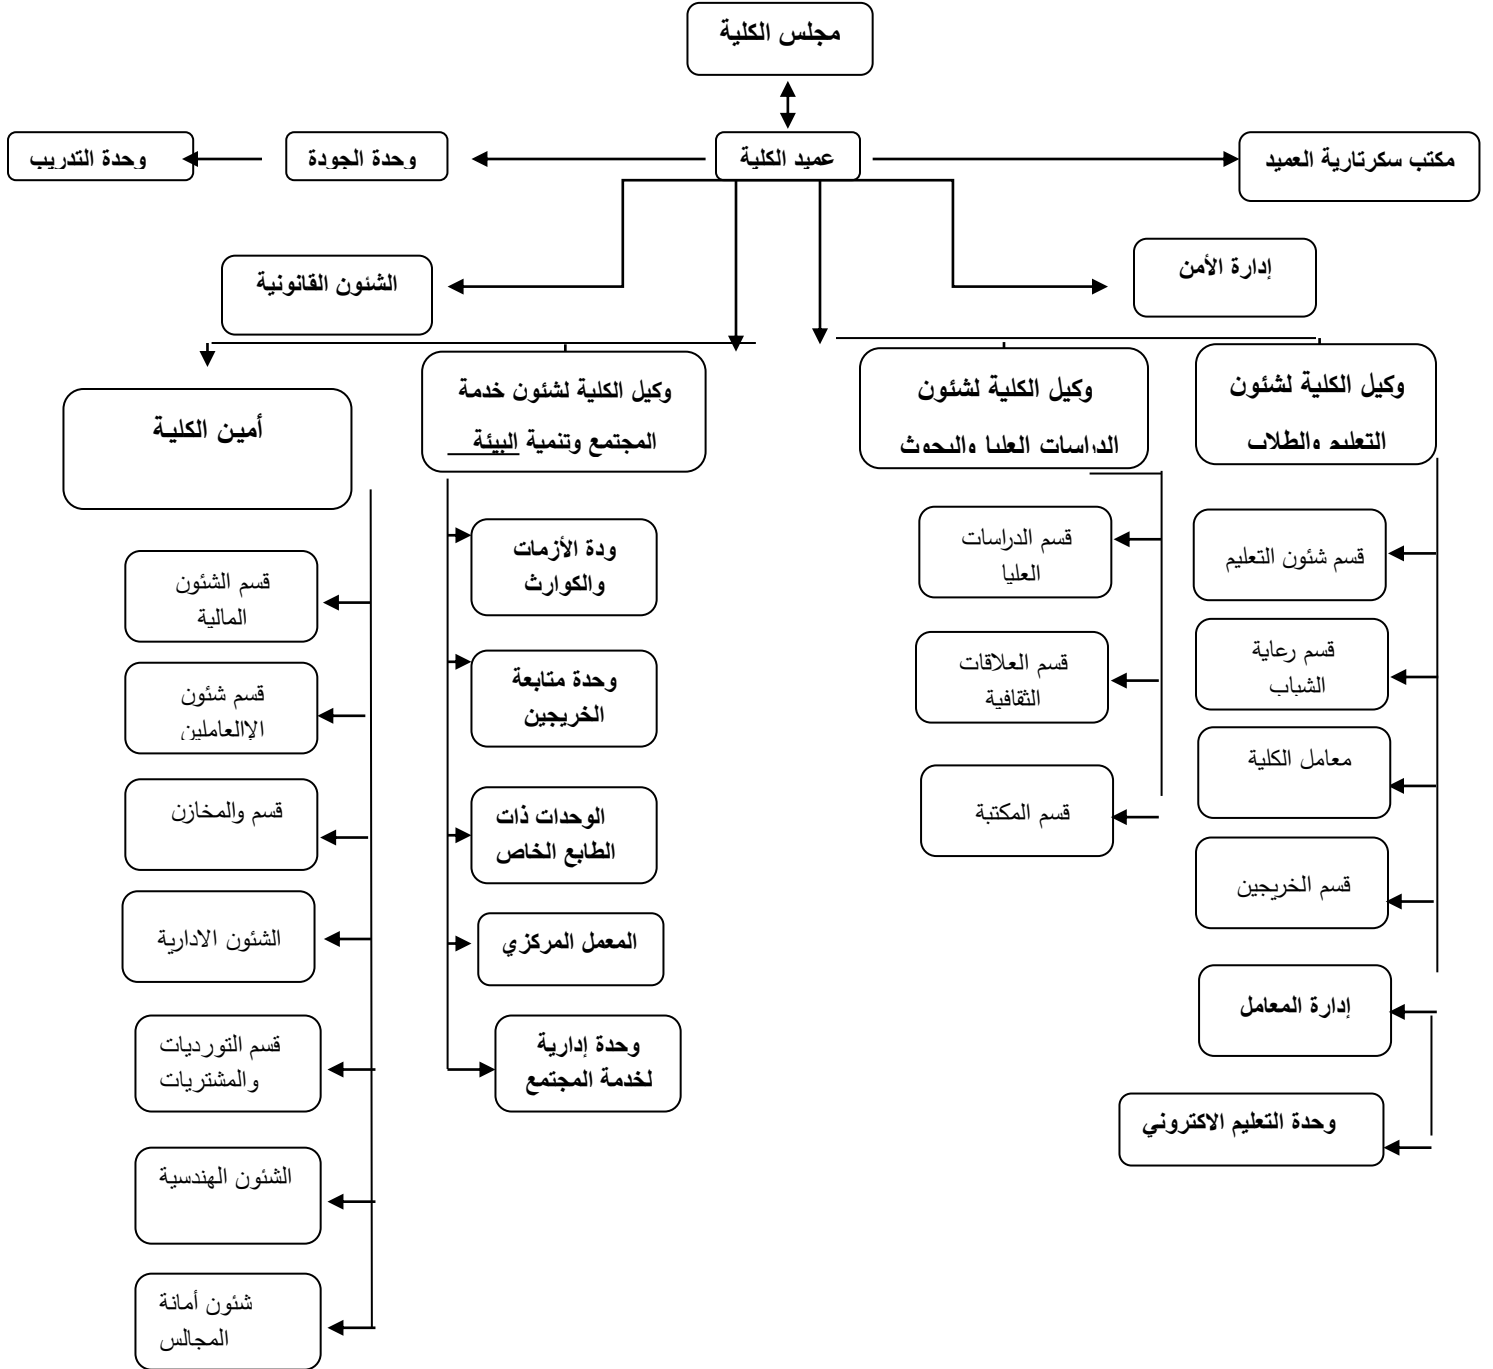 مجلس الكلية
مكتب سكرتارية العميد
عميد الكلية
وحدة الجودة
وحدة التدريب
إدارة الأمن
الشئون القانونية
وكيل الكلية لشئون
التعليم والطلاب
وكيل الكلية لشئون
الدراسات العليا والبحوث
وكيل الكلية لشئون خدمة
المجتمع وتنمية البيئة
أمين الكلية
قسم شئون التعليم
قسم رعاية
الشباب
معامل الكلية
قسم الخريجين
إدارة المعامل
وحدة التعليم الاكتروني
قسم الدراسات
العليا
قسم العلاقات
الثقافية
قسم المكتبة
ودة الأزمات
والكوارث
وحدة متابعة
الخريجين
الوحدات ذات
الطابع الخاص
المعمل المركزي
وحدة إدارية
لخدمة المجتمع
قسم الشئون
المالية
قسم شئون
الإالعاملين
قسم والمخازن
الشئون الادارية
قسم التورديات
والمشتريات
الشئون الهندسية
شئون أمانة
المجالس